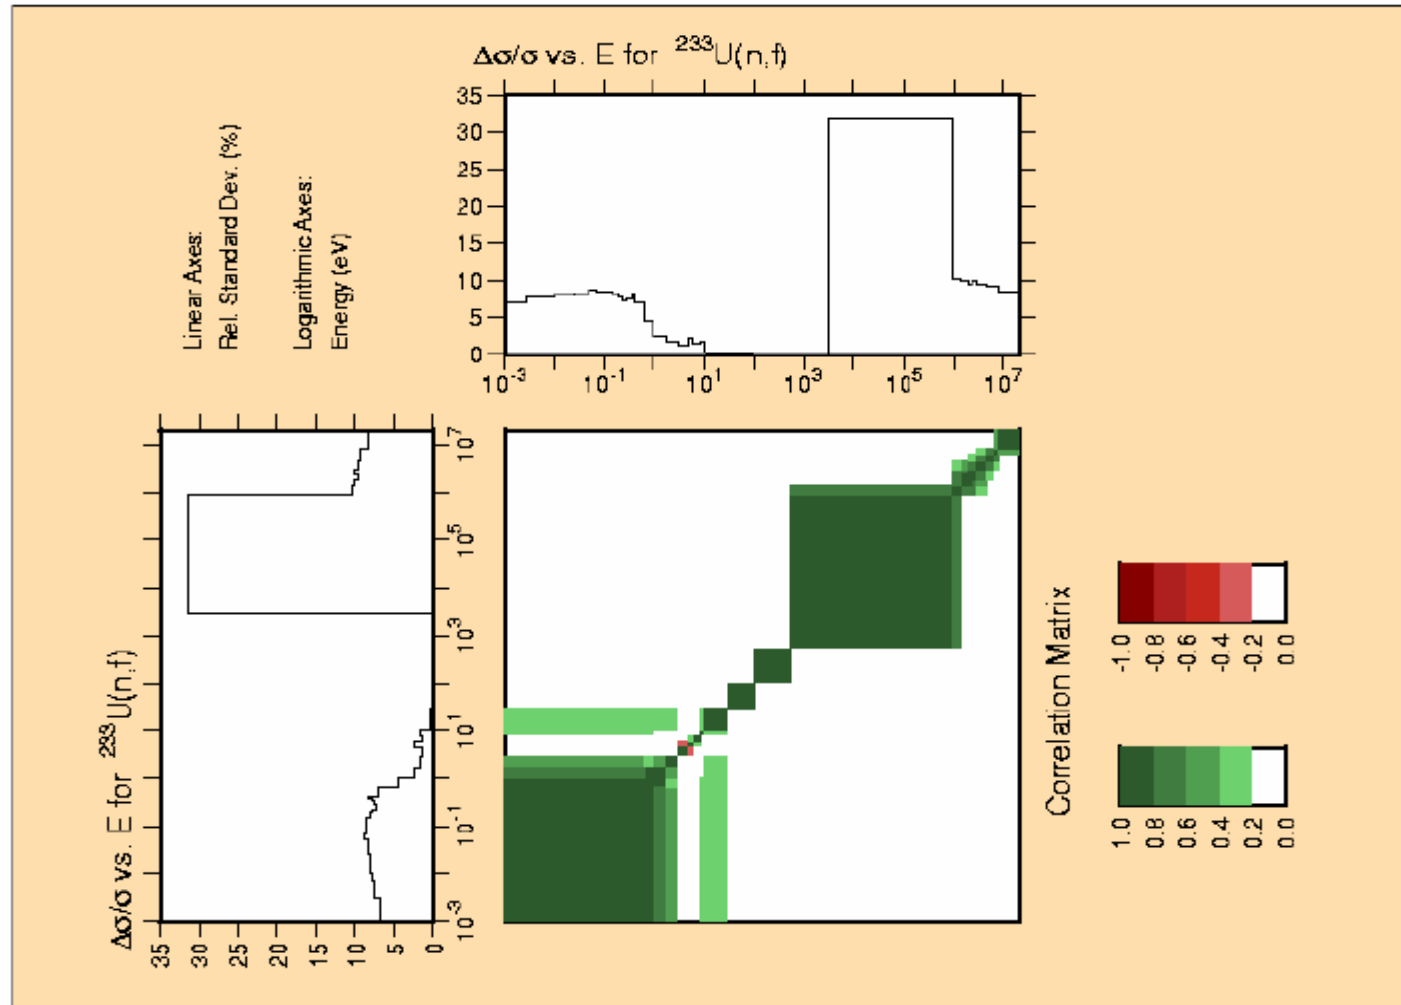 Δσ/σ vs. E for ²³³U(n,f)
Linear Axes:
Rel. Standard Dev. (%)
Logarithmic Axes:
Energy (eV)
35
30
25
20
15
10
5
0
10⁻³ 10⁻¹ 10¹ 10³ 10⁵ 10⁷
Δσ/σ vs. E for ²³³U(n,f)
35 30 25 20 15 10 5 0
10⁷
10⁵
10³
10¹
10⁻¹
10⁻³
Correlation Matrix
-1.0 -0.8 -0.6 -0.4 -0.2 0.0
1.0 0.8 0.6 0.4 0.2 0.0